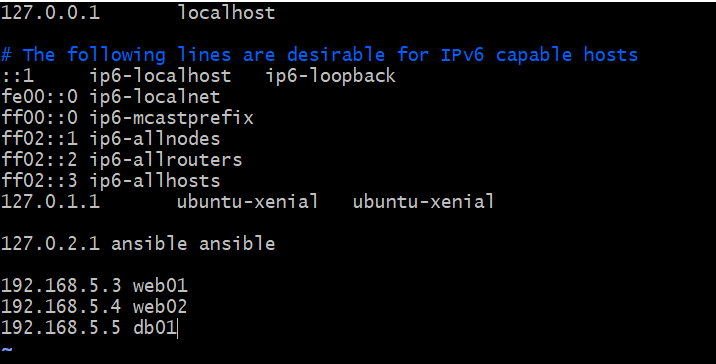 127.0.0.1       localhost
# The following lines are desirable for IPv6 capable hosts
::1     ip6-localhost   ip6-loopback
fe00::0 ip6-localnet
ff00::0 ip6-mcastprefix
ff02::1 ip6-allnodes
ff02::2 ip6-allrouters
ff02::3 ip6-allhosts
127.0.1.1       ubuntu-xenial   ubuntu-xenial
127.0.2.1 ansible ansible
192.168.5.3 web01
192.168.5.4 web02
192.168.5.5 db01
~